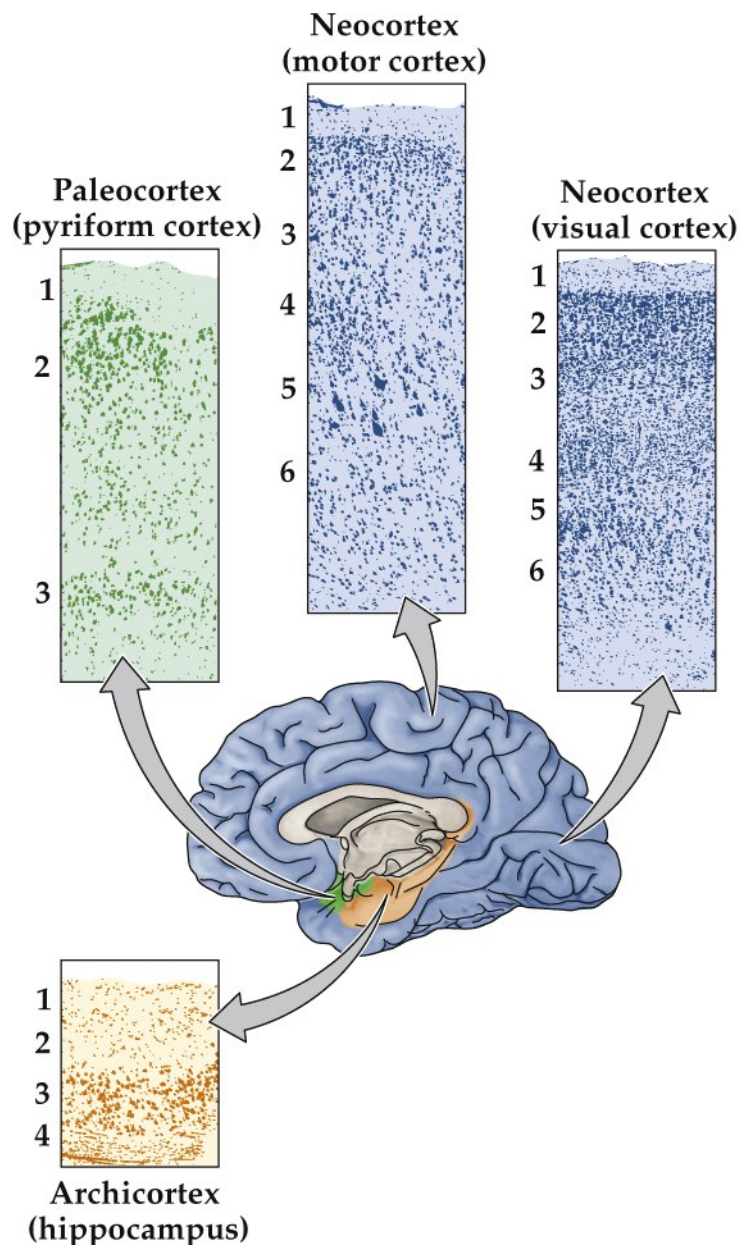 Neocortex
(motor cortex)
1
2
3
4
5
6
Paleocortex
(pyriform cortex)
1
2
3
Neocortex
(visual cortex)
1
2
3
4
5
6
1
2
3
4
Archicortex
(hippocampus)